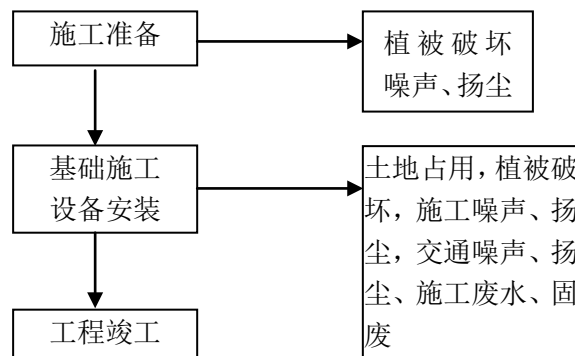 施工准备
植被破坏
噪声、扬尘
基础施工
设备安装
土地占用，植被破
坏，施工噪声、扬
尘，交通噪声、扬
尘、施工废水、固
废
工程竣工